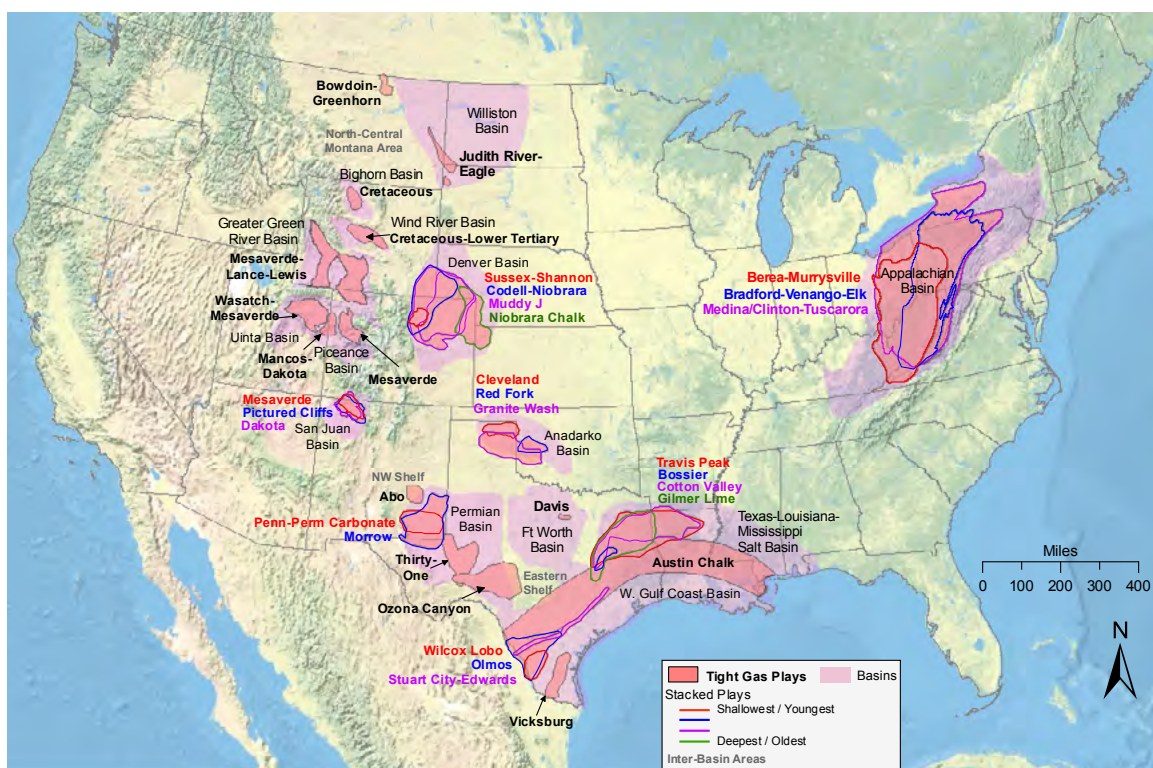 Bowdoin-
Greenhorn
Williston
Basin
North-Central
Montana Area
Judith River-
Eagle
Bighorn Basin
Cretaceous
Greater Green
River Basin
Wind River Basin
Cretaceous-Lower Tertiary
Mesaverde-
Lance-Lewis
Denver Basin
Sussex-Shannon
Codell-Niobrara
Muddy J
Niobrara Chalk
Berea-Murrysville
Bradford-Venango-Elk
Medina/Clinton-Tuscarora
Appalachian
Basin
Wasatch-
Mesaverde
Uinta Basin
Mancos-
Dakota
Piceance
Basin
Mesaverde
Mesaverde
Pictured Cliffs
Dakota
San Juan
Basin
Cleveland
Red Fork
Granite Wash
Anadarko
Basin
NW Shelf
Abo
Penn-Perm Carbonate
Morrow
Permian
Basin
Davis
Ft Worth
Basin
Travis Peak
Bossier
Cotton Valley
Gilmer Lime
Texas-Louisiana-
Mississippi
Salt Basin
Thirty-
One
Ozona Canyon
Eastern
Shelf
Austin Chalk
W. Gulf Coast Basin
Wilcox Lobo
Olmos
Stuart City-Edwards
Vicksburg
Miles
0 100 200 300 400
N
Tight Gas Plays
Basins
Stacked Plays
Shallowest / Youngest
Deepest / Oldest
Inter-Basin Areas